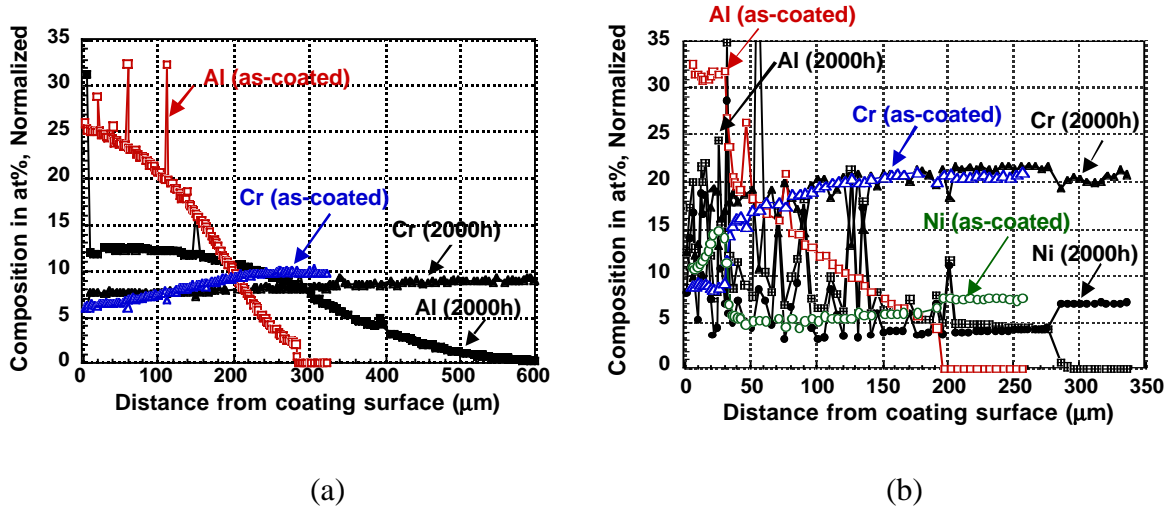 Composition in at%, Normalized
35
30
25
20
15
10
5
0
0 100 200 300 400 500 600
Distance from coating surface (μm)
Al (as-coated)
Cr (as-coated)
Cr (2000h)
Al (2000h)
(a)
Composition in at%, Normalized
35
30
25
20
15
10
5
0
0 50 100 150 200 250 300 350
Distance from coating surface (μm)
Al (as-coated)
Al (2000h)
Cr (as-coated)
Cr (2000h)
Ni (as-coated)
Ni (2000h)
(b)